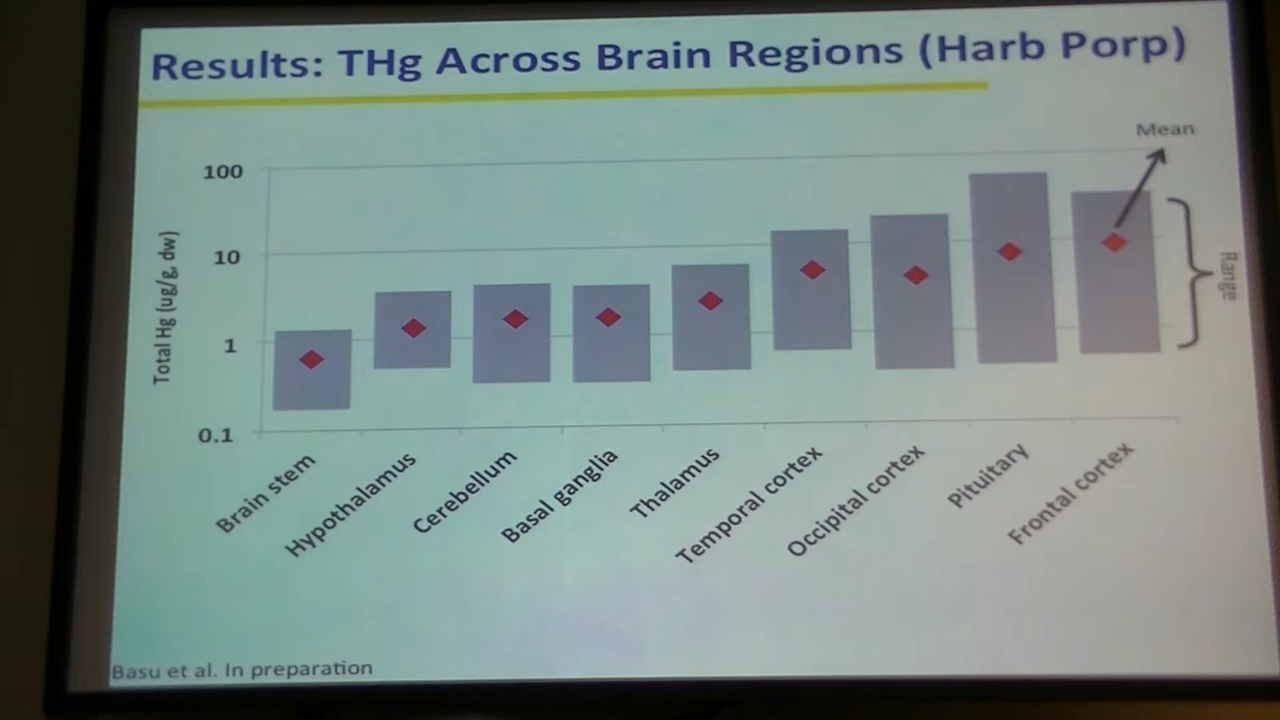 Results: THg Across Brain Regions (Harb Porp)
Mean
100
10
1
0.1
Total Hg (ug/g, dw)
Range
Brain stem
Hypothalamus
Cerebellum
Basal ganglia
Thalamus
Temporal cortex
Occipital cortex
Pituitary
Frontal cortex
Basu et al. In preparation